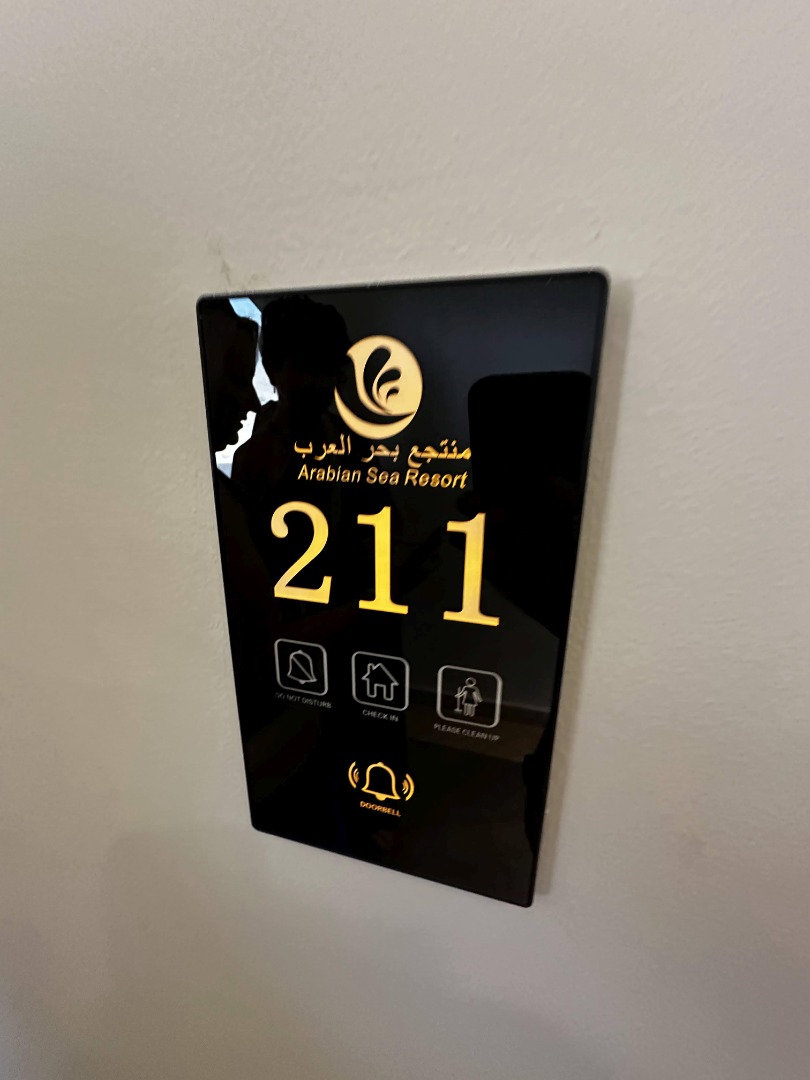 منتجع بحر العرب
Arabian Sea Resort
211
DO NOT DISTURB
CHECK IN
PLEASE CLEAN UP
DOORBELL